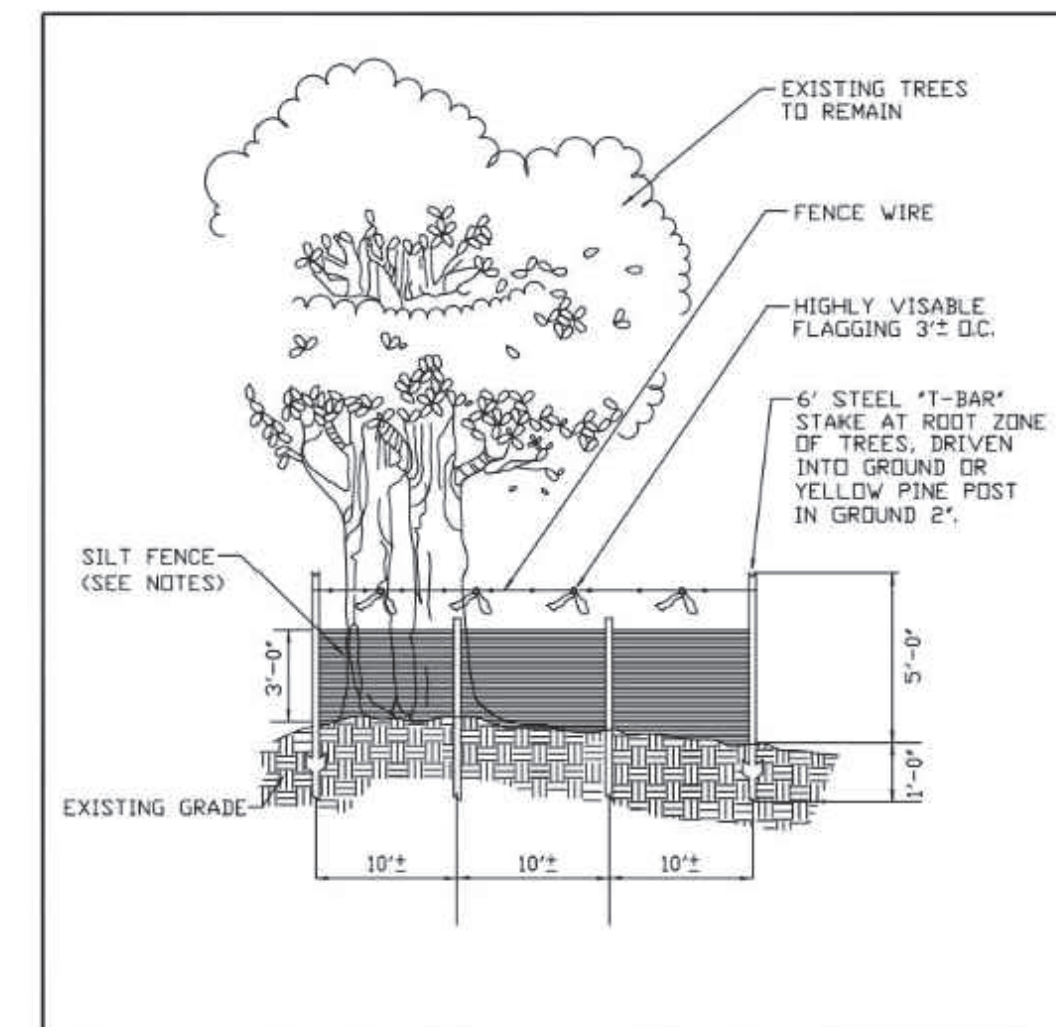 EXISTING TREES
TO REMAIN
FENCE WIRE
HIGHLY VISABLE
FLAGGING 3'± O.C.
6' STEEL "T-BAR"
STAKE AT ROOT ZONE
OF TREES, DRIVEN
INTO GROUND OR
YELLOW PINE POST
IN GROUND 2".
SILT FENCE
(SEE NOTES)
3'-0"
5'-0"
1'-0"
EXISTING GRADE
10'± 10'± 10'±